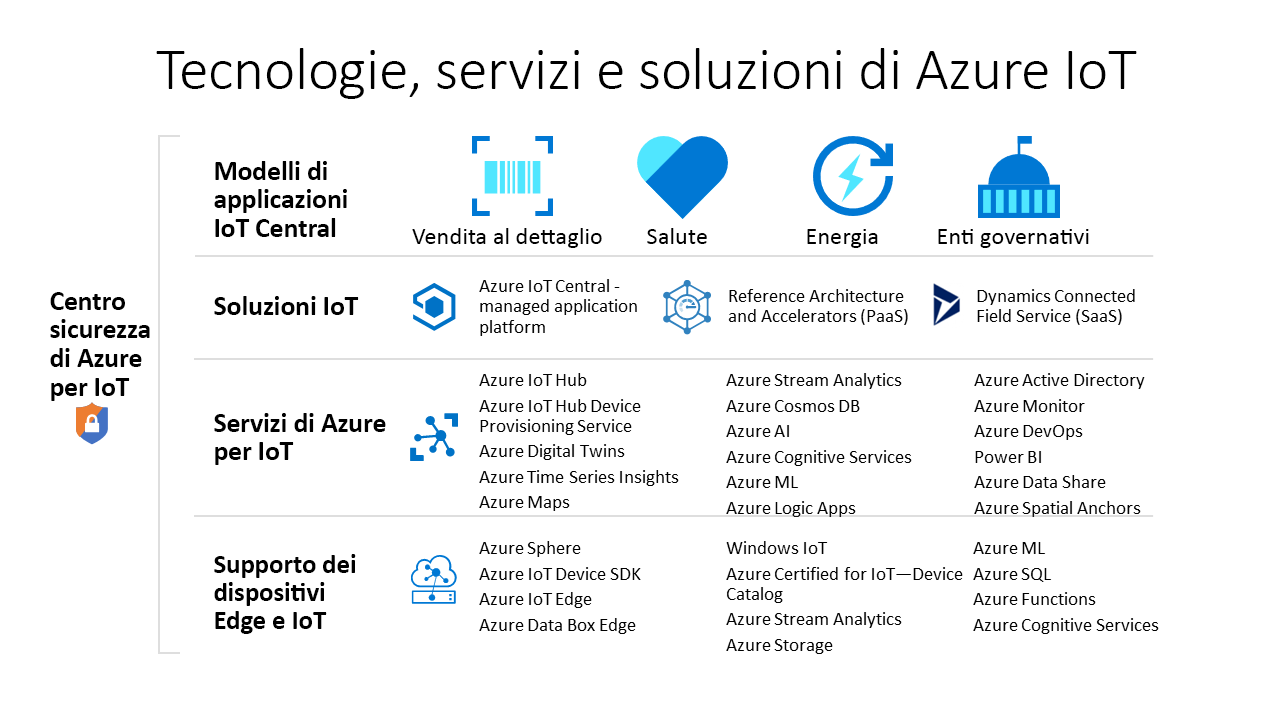 Tecnologie, servizi e soluzioni di Azure IoT
Centro
sicurezza
di Azure
per IoT
Modelli di
applicazioni
IoT Central
Vendita al dettaglio
Salute
Energia
Enti governativi
Soluzioni IoT
Azure IoT Central -
managed application
platform
Reference Architecture
and Accelerators (PaaS)
Dynamics Connected
Field Service (SaaS)
Servizi di Azure
per IoT
Azure IoT Hub
Azure IoT Hub Device
Provisioning Service
Azure Digital Twins
Azure Time Series Insights
Azure Maps
Azure Stream Analytics
Azure Cosmos DB
Azure AI
Azure Cognitive Services
Azure ML
Azure Logic Apps
Azure Active Directory
Azure Monitor
Azure DevOps
Power BI
Azure Data Share
Azure Spatial Anchors
Supporto dei
dispositivi
Edge e IoT
Azure Sphere
Azure IoT Device SDK
Azure IoT Edge
Azure Data Box Edge
Windows IoT
Azure Certified for IoT—Device
Catalog
Azure Stream Analytics
Azure Storage
Azure ML
Azure SQL
Azure Functions
Azure Cognitive Services